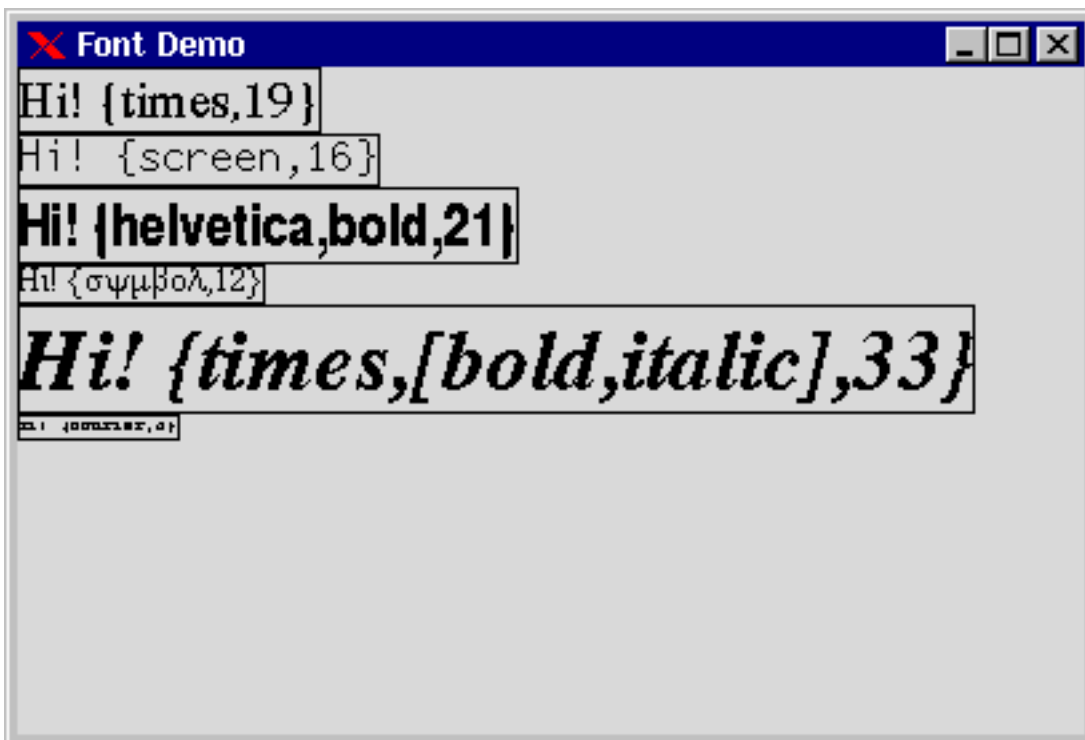 Font Demo
Hi! {times,19}
Hi! {screen,16}
Hi! {helvetica,bold,21}
Ηι! {σψμβολ,12}
Hi! {times,[bold,italic],33}